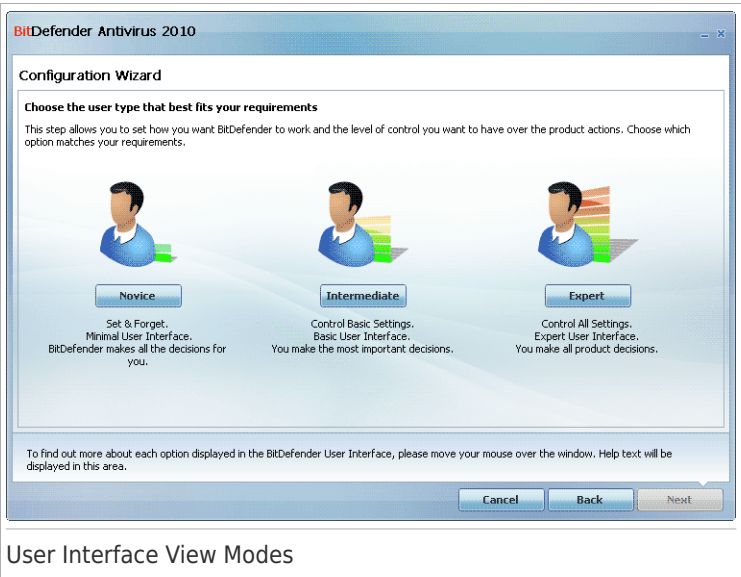 BitDefender Antivirus 2010
Configuration Wizard
Choose the user type that best fits your requirements
This step allows you to set how you want BitDefender to work and the level of control you want to have over the product actions. Choose which
option matches your requirements.
Novice
Set & Forget.
Minimal User Interface.
BitDefender makes all the decisions for
you.
Intermediate
Control Basic Settings.
Basic User Interface.
You make the most important decisions.
Expert
Control All Settings.
Expert User Interface.
You make all product decisions.
To find out more about each option displayed in the BitDefender User Interface, please move your mouse over the window. Help text will be
displayed in this area.
Cancel
Back
Next
User Interface View Modes